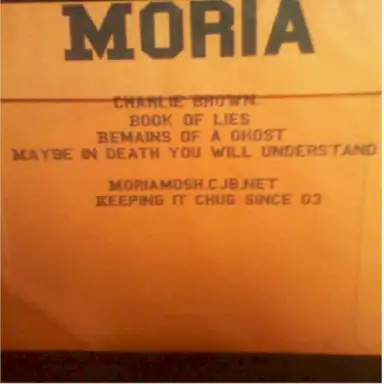 MORIA
CHARLIE BROWN
BOOK OF LIES
REMAINS OF A GHOST
MAYBE IN DEATH YOU WILL UNDERSTAND
MORIAMOSH.CJB.NET
KEEPING IT CHUG SINCE 03